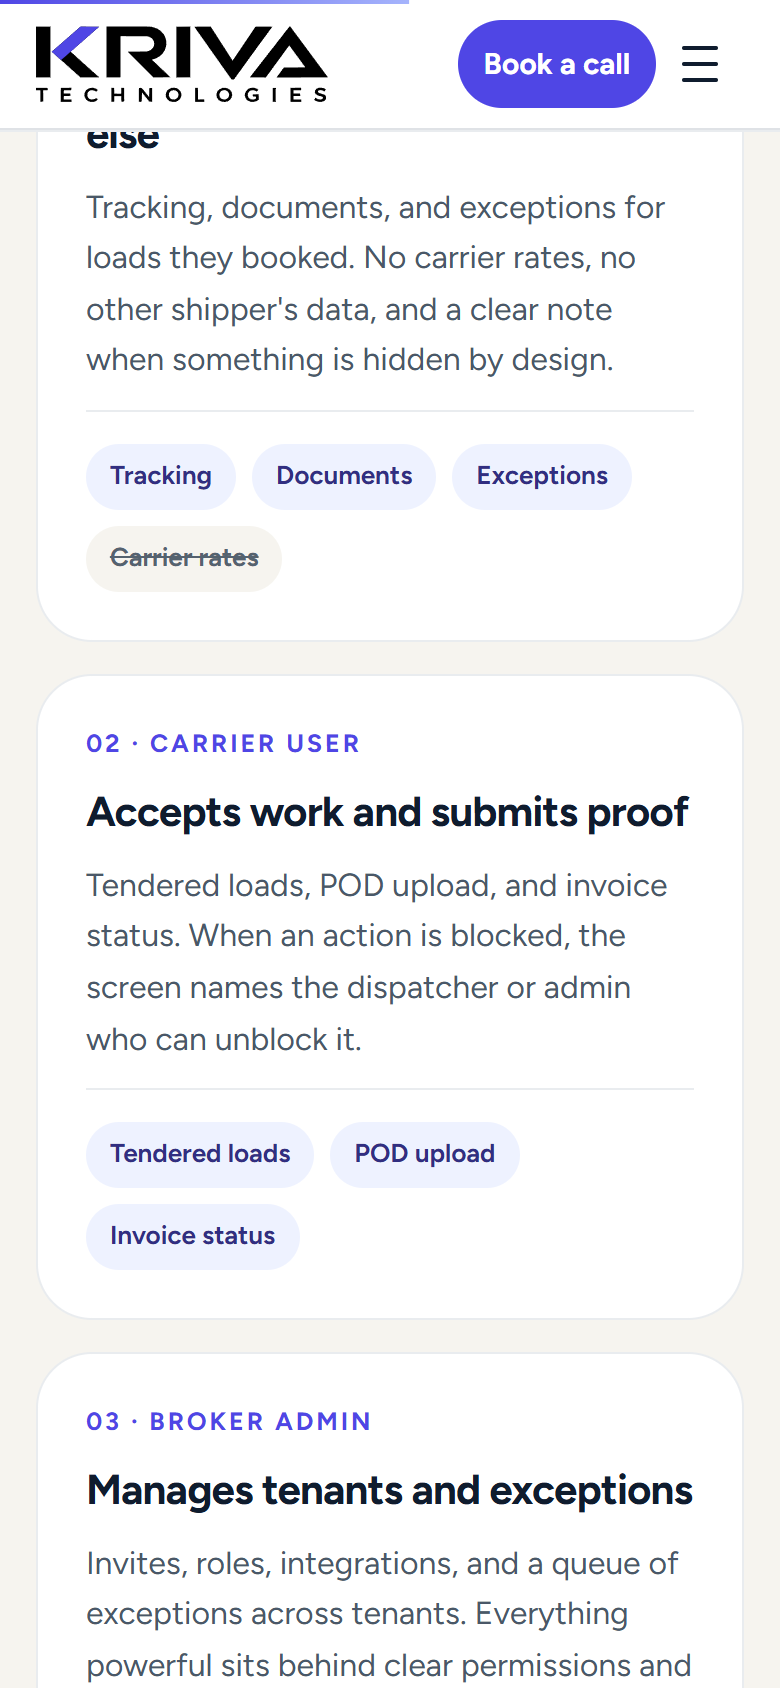 KRIVA
TECHNOLOGIES
Book a call
else
Tracking, documents, and exceptions for
loads they booked. No carrier rates, no
other shipper's data, and a clear note
when something is hidden by design.
Tracking Documents Exceptions
Carrier rates
02 · CARRIER USER
Accepts work and submits proof
Tendered loads, POD upload, and invoice
status. When an action is blocked, the
screen names the dispatcher or admin
who can unblock it.
Tendered loads POD upload
Invoice status
03 · BROKER ADMIN
Manages tenants and exceptions
Invites, roles, integrations, and a queue of
exceptions across tenants. Everything
powerful sits behind clear permissions and